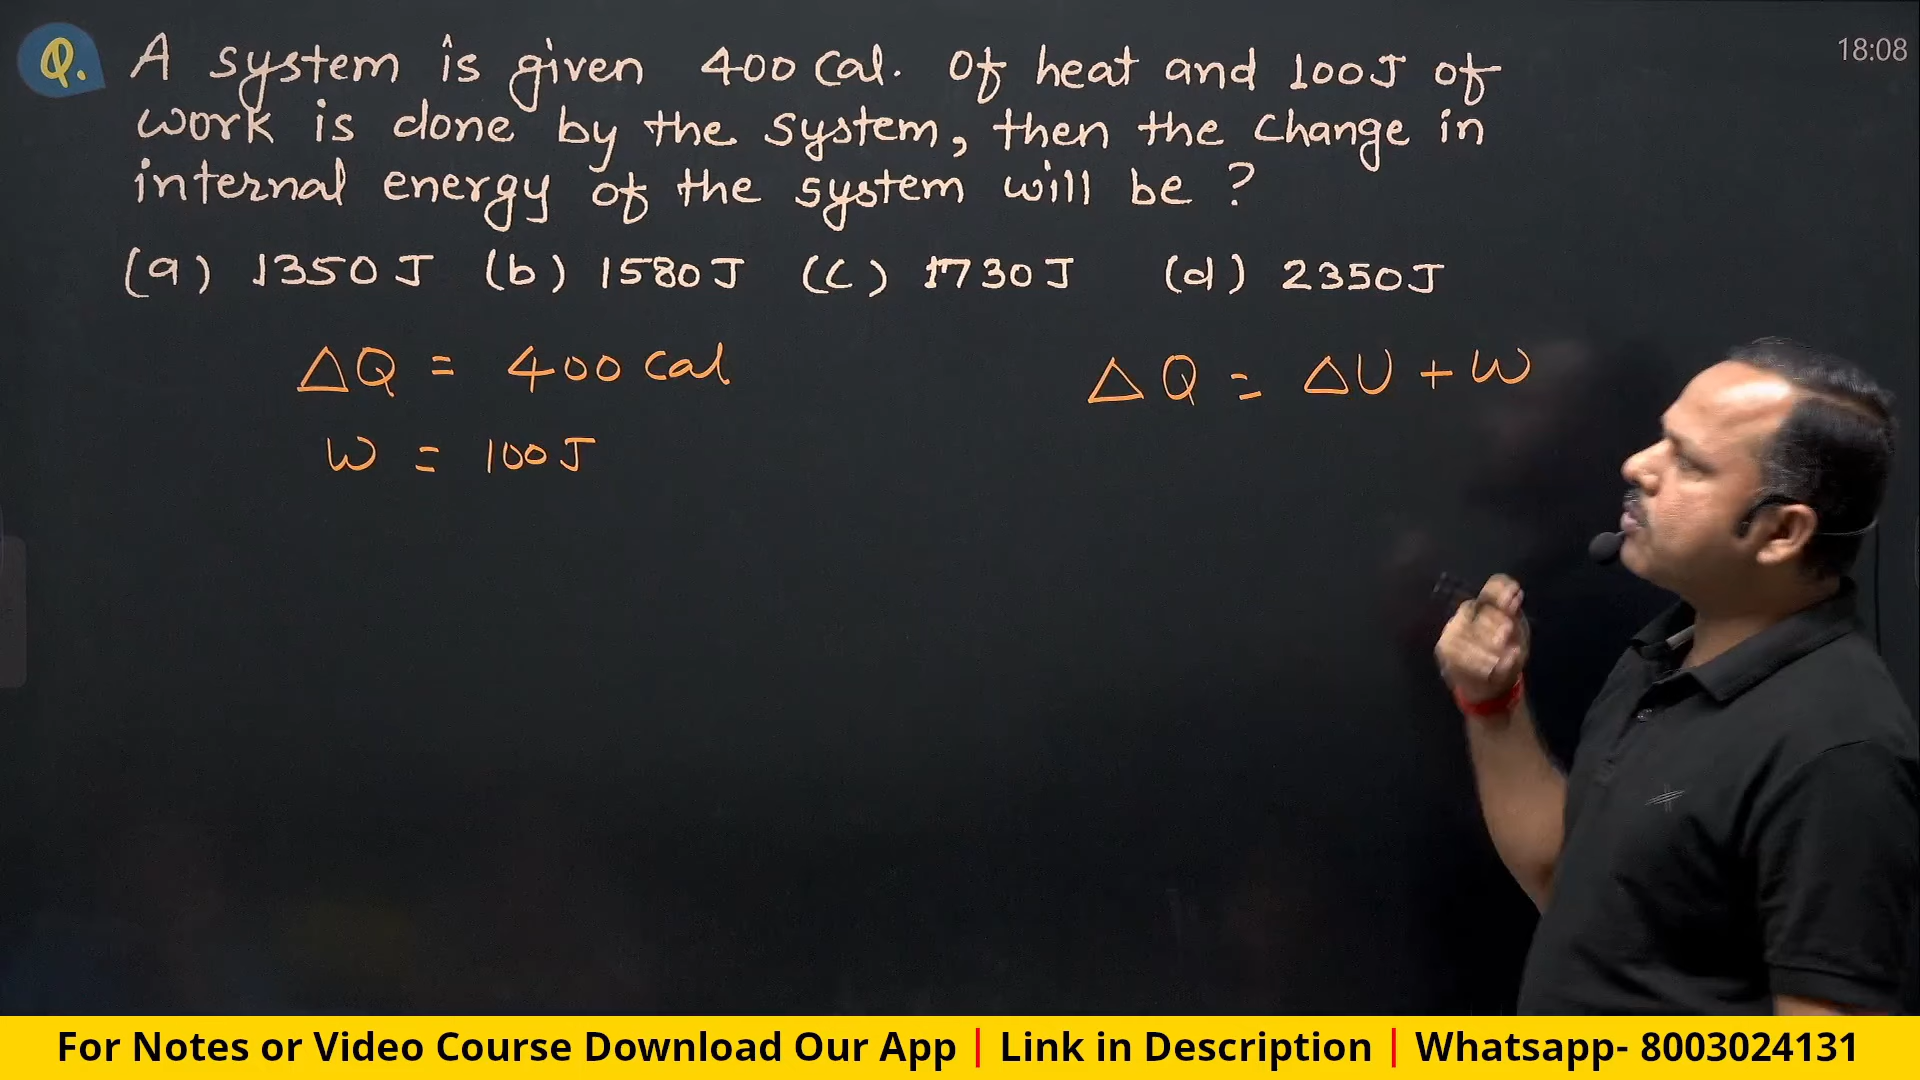 Q. A system is given 400 Cal. of heat and 100J of
work is done by the system, then the change in
internal energy of the system will be ?
(a) 1350 J (b) 1580 J (c) 1730 J (d) 2350 J
ΔQ = 400 Cal
W = 100J
ΔQ = ΔU + W
18:08
For Notes or Video Course Download Our App | Link in Description | Whatsapp- 8003024131